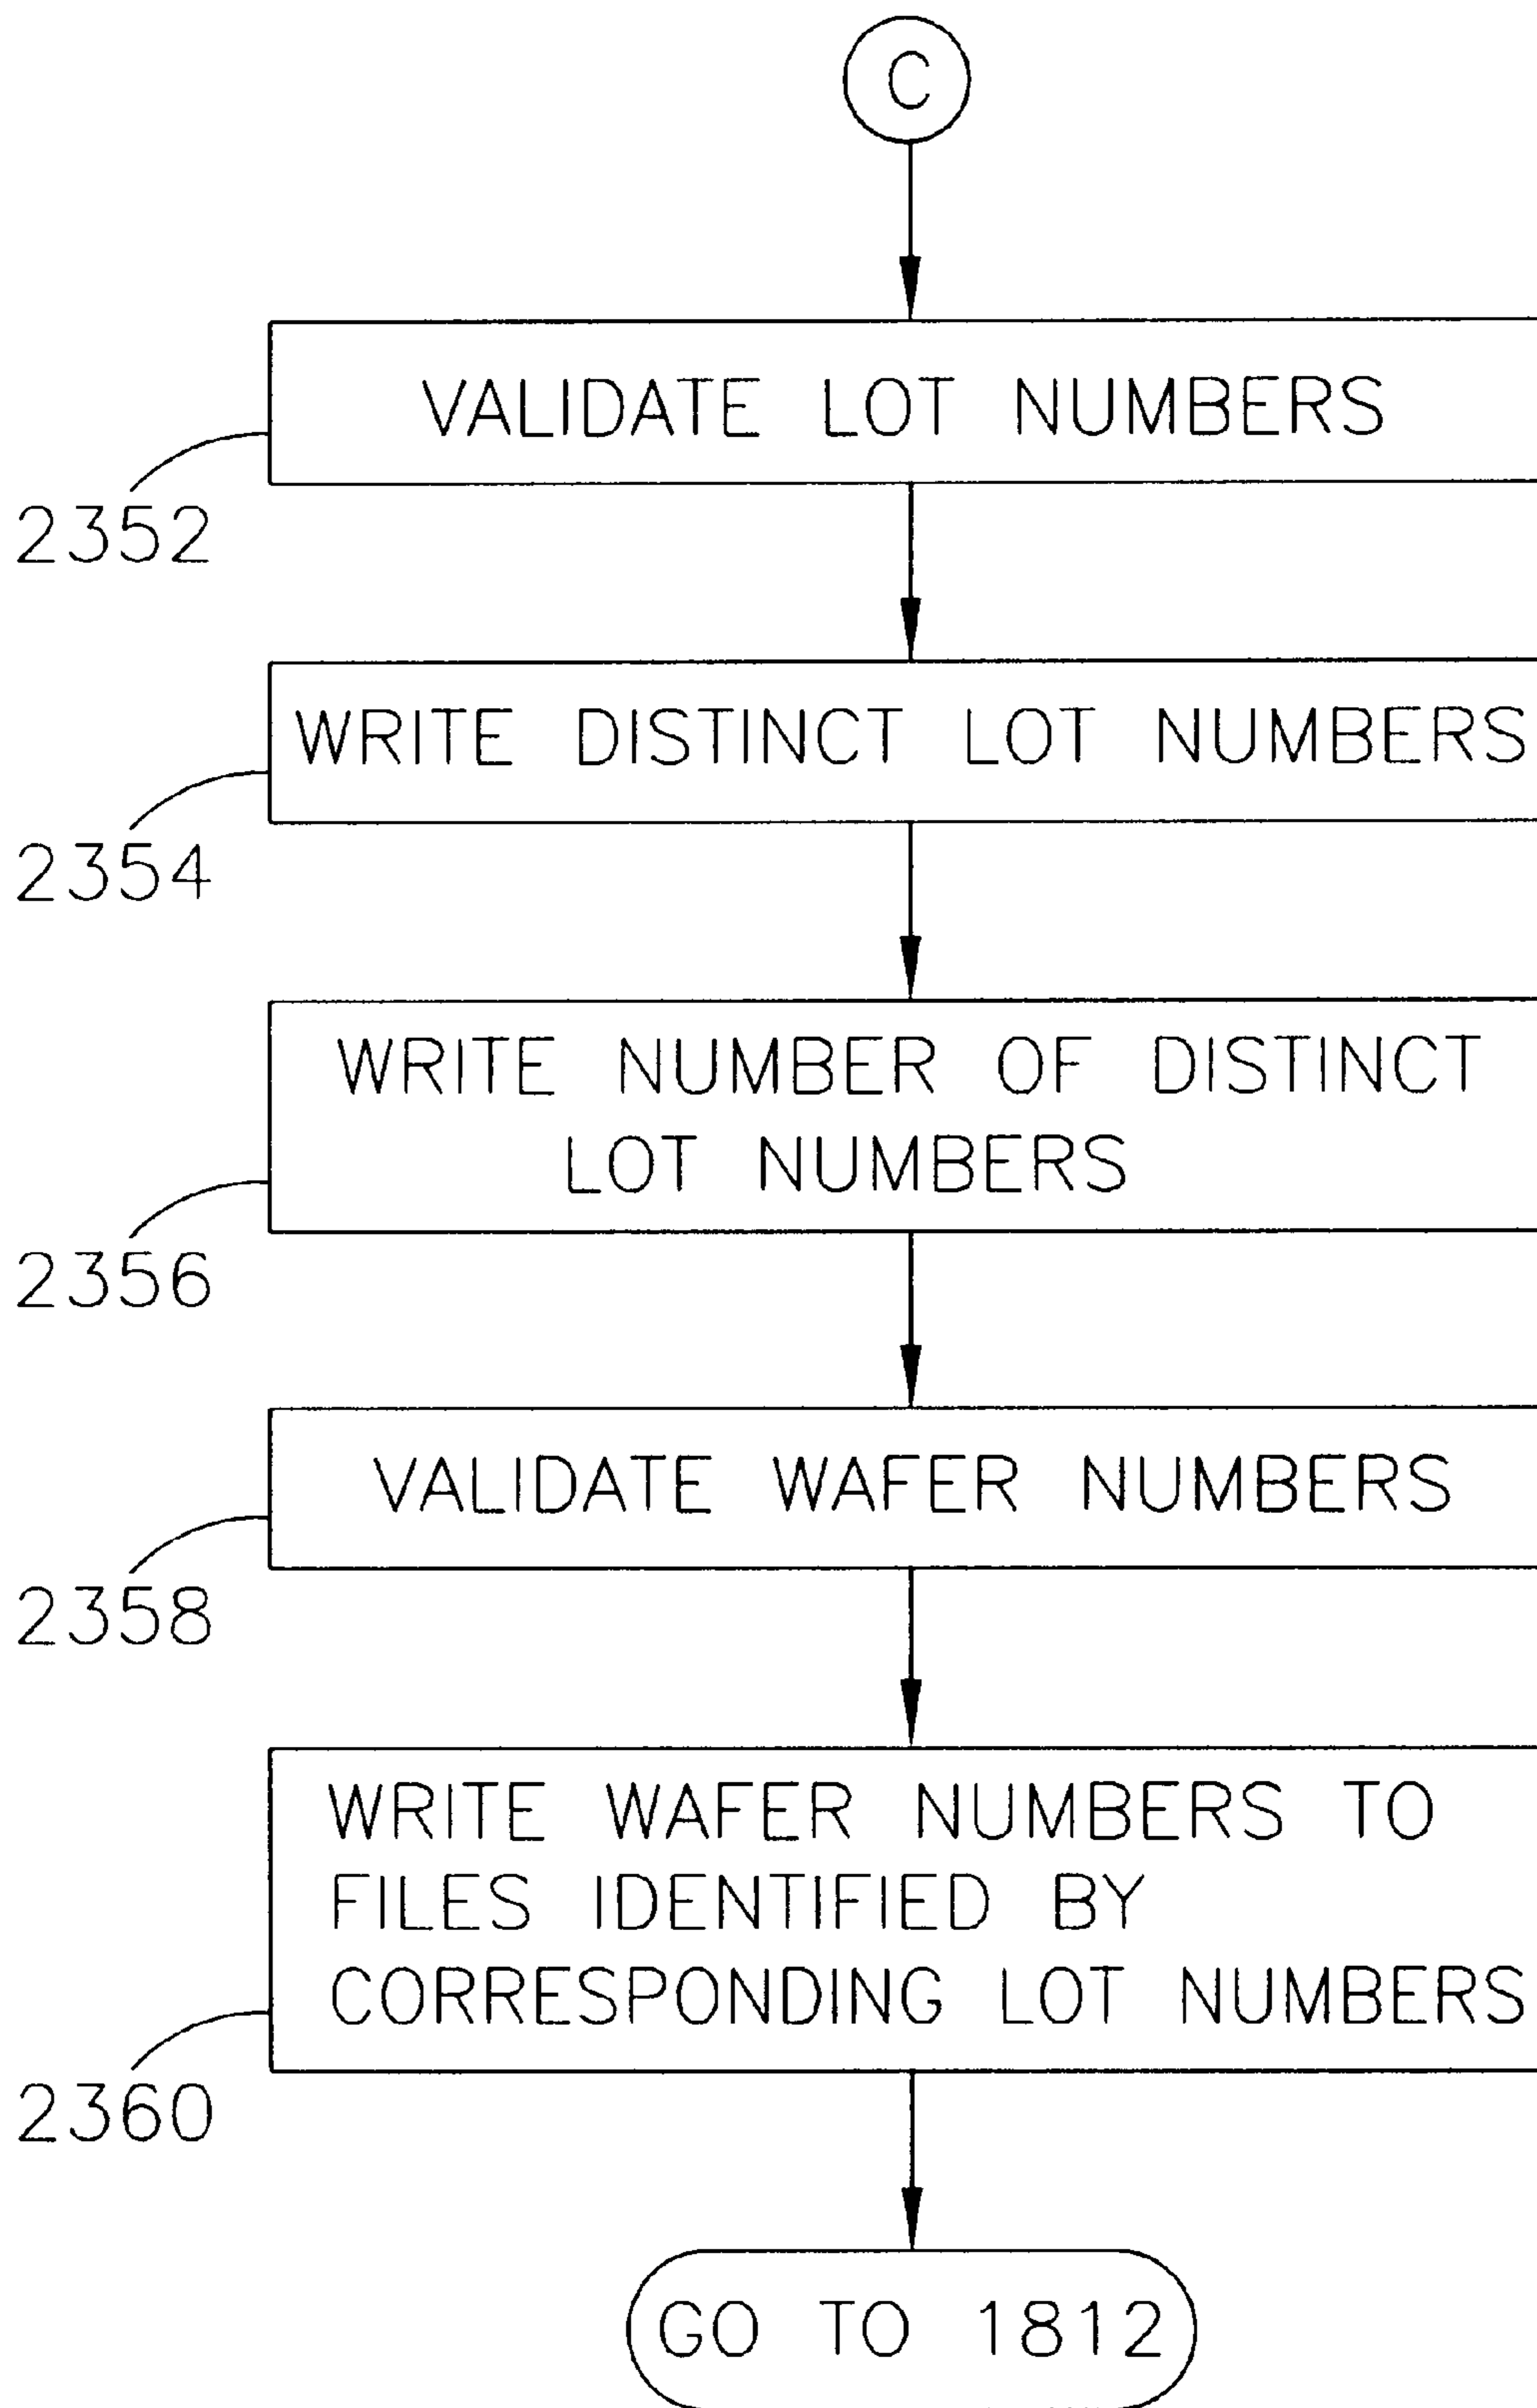 C
VALIDATE LOT NUMBERS
2352
WRITE DISTINCT LOT NUMBERS
2354
WRITE NUMBER OF DISTINCT
LOT NUMBERS
2356
VALIDATE WAFER NUMBERS
2358
WRITE WAFER NUMBERS TO
FILES IDENTIFIED BY
CORRESPONDING LOT NUMBERS
2360
GO TO 1812